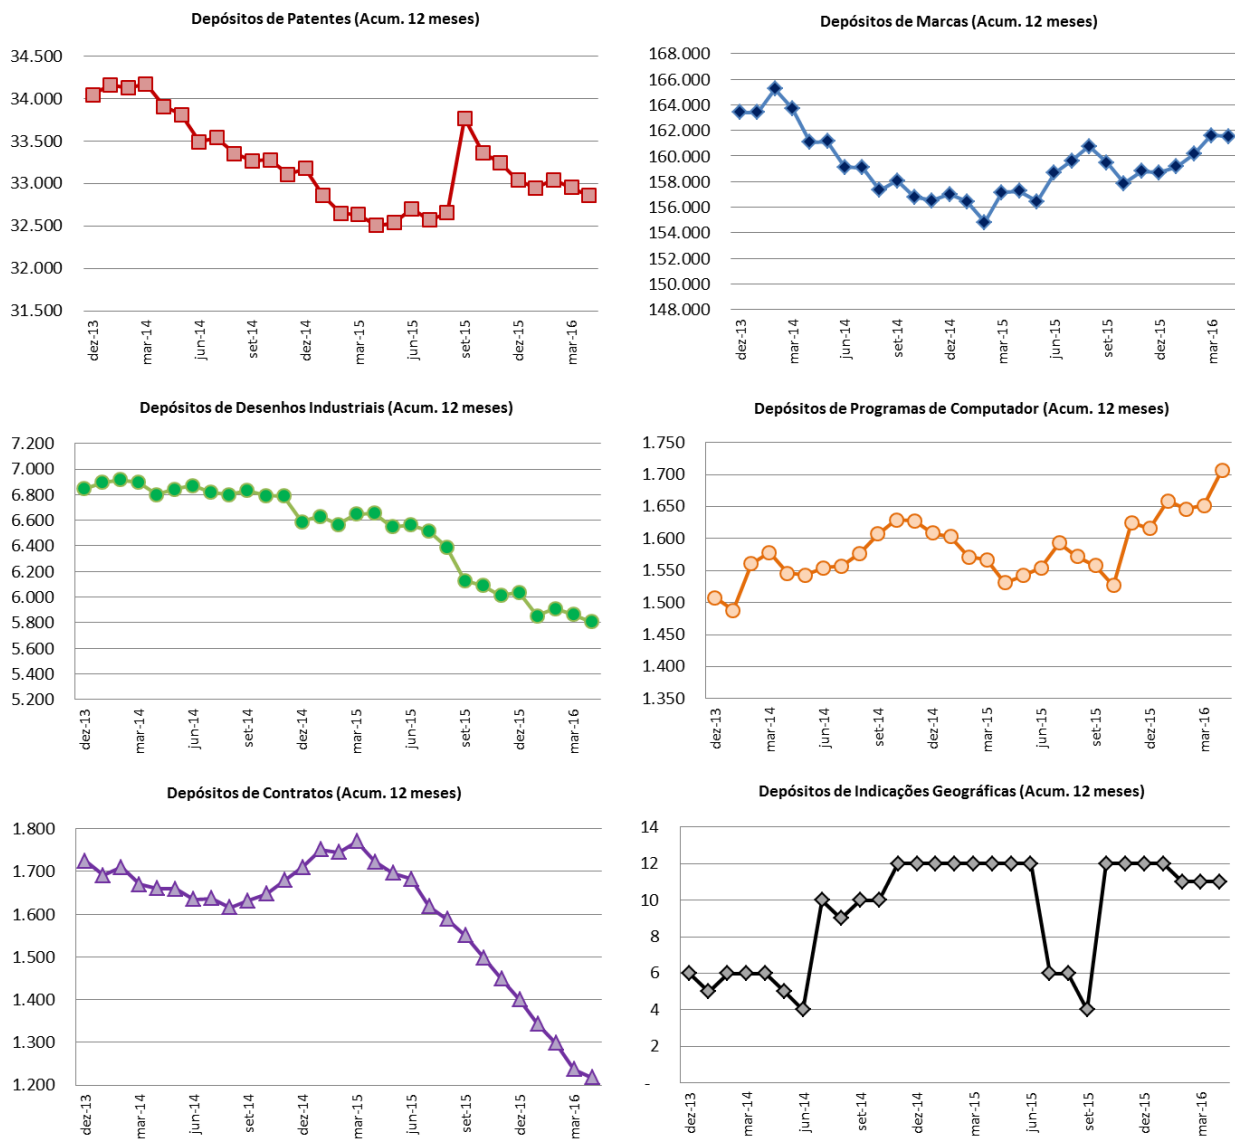 Depósitos de Patentes (Acum. 12 meses)
34.500
34.000
33.500
33.000
32.500
32.000
31.500
dez-13
mar-14
jun-14
set-14
dez-14
mar-15
jun-15
set-15
dez-15
mar-16
Depósitos de Marcas (Acum. 12 meses)
168.000
166.000
164.000
162.000
160.000
158.000
156.000
154.000
152.000
150.000
148.000
dez-13
mar-14
jun-14
set-14
dez-14
mar-15
jun-15
set-15
dez-15
mar-16
Depósitos de Desenhos Industriais (Acum. 12 meses)
7.200
7.000
6.800
6.600
6.400
6.200
6.000
5.800
5.600
5.400
5.200
dez-13
mar-14
jun-14
set-14
dez-14
mar-15
jun-15
set-15
dez-15
mar-16
Depósitos de Programas de Computador (Acum. 12 meses)
1.750
1.700
1.650
1.600
1.550
1.500
1.450
1.400
1.350
dez-13
mar-14
jun-14
set-14
dez-14
mar-15
jun-15
set-15
dez-15
mar-16
Depósitos de Contratos (Acum. 12 meses)
1.800
1.700
1.600
1.500
1.400
1.300
1.200
dez-13
mar-14
jun-14
set-14
dez-14
mar-15
jun-15
set-15
dez-15
mar-16
Depósitos de Indicações Geográficas (Acum. 12 meses)
14
12
10
8
6
4
2
-
dez-13
mar-14
jun-14
set-14
dez-14
mar-15
jun-15
set-15
dez-15
mar-16